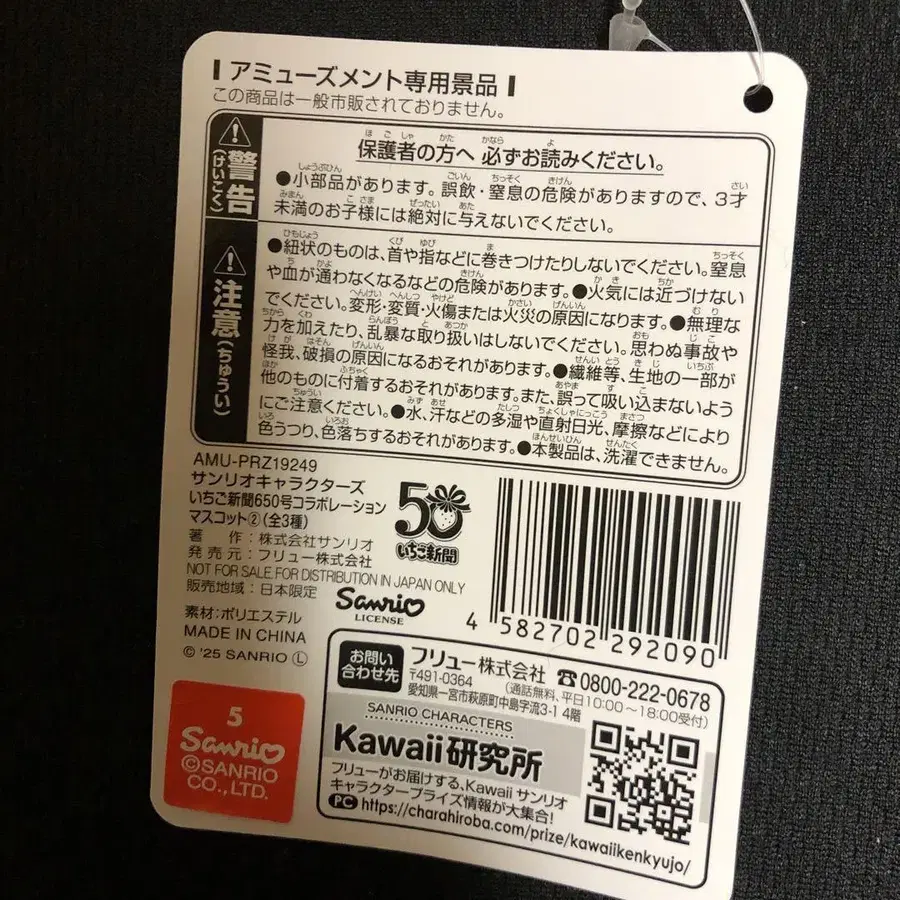 アミューズメント専用景品
この商品は一般市販されておりません。
警告(けいこく)
保護者の方へ 必ずお読みください。
●小部品があります。誤飲・窒息の危険がありますので、3才
未満のお子様には絶対に与えないでください。
注意(ちゅうい)
●紐状のものは、首や指などに巻きつけたりしないでください。窒息
や血が通わなくなるなどの危険があります。●火気には近づけない
でください。変形・変質・火傷または火災の原因になります。●無理な
力を加えたり、乱暴な取り扱いはしないでください。思わぬ事故や
怪我、破損の原因になるおそれがあります。●繊維等、生地の一部が
他のものに付着するおそれがあります。また、誤って吸い込まないよう
にご注意ください。●水、汗などの多湿や直射日光、摩擦などにより
色うつり、色落ちするおそれがあります。●本製品は、洗濯できません。
AMU-PRZ19249
サンリオキャラクターズ
いちご新聞650号コラボレーション
マスコット②(全3種)
著 作:株式会社サンリオ
発売元:フリュー株式会社
NOT FOR SALE.FOR DISTRIBUTION IN JAPAN ONLY
販売地域:日本限定
50
いちご新聞
Sanrio
LICENSE
素材:ポリエステル
MADE IN CHINA
© '25 SANRIO Ⓛ
4 582702 292090
5
Sanrio
©SANRIO
CO., LTD.
お問い
合わせ先
フリュー株式会社 ☎0800-222-0678
〒491-0364 (通話無料、平日10:00〜18:00受付)
愛知県一宮市萩原町中島字流3-1 4階
SANRIO CHARACTERS
Kawaii研究所
フリューがお届けする、Kawaii サンリオ
キャラクタープライズ情報が大集合!
PC https://charahiroba.com/prize/kawaiikenkyujo/